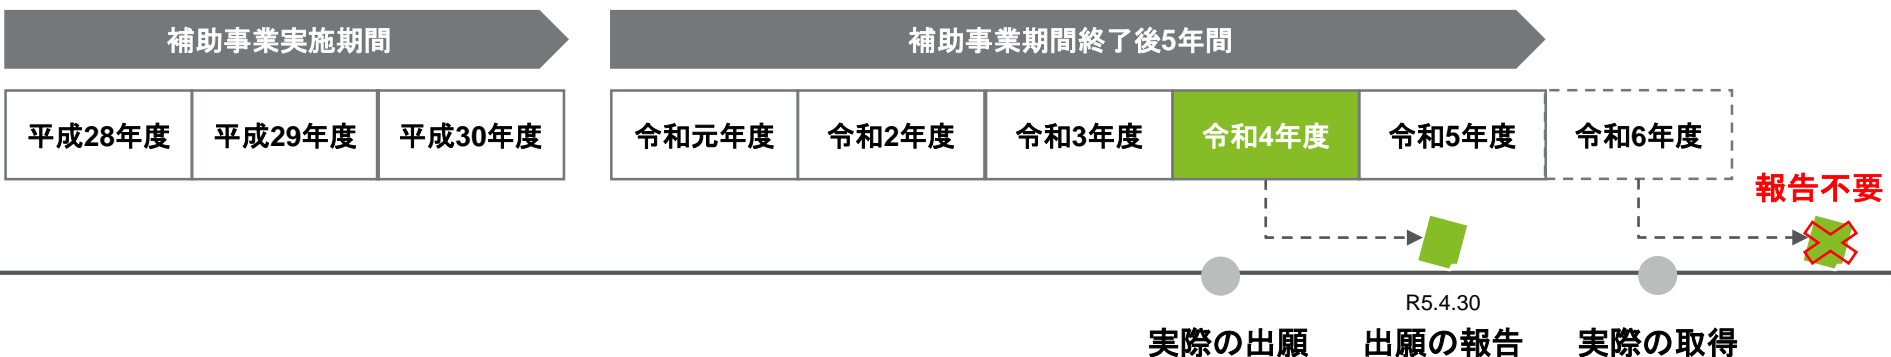 補助事業実施期間
補助事業期間終了後5年間
平成28年度
平成29年度
平成30年度
令和元年度
令和2年度
令和3年度
令和4年度
令和5年度
令和6年度
報告不要
R5.4.30
実際の出願
出願の報告
実際の取得